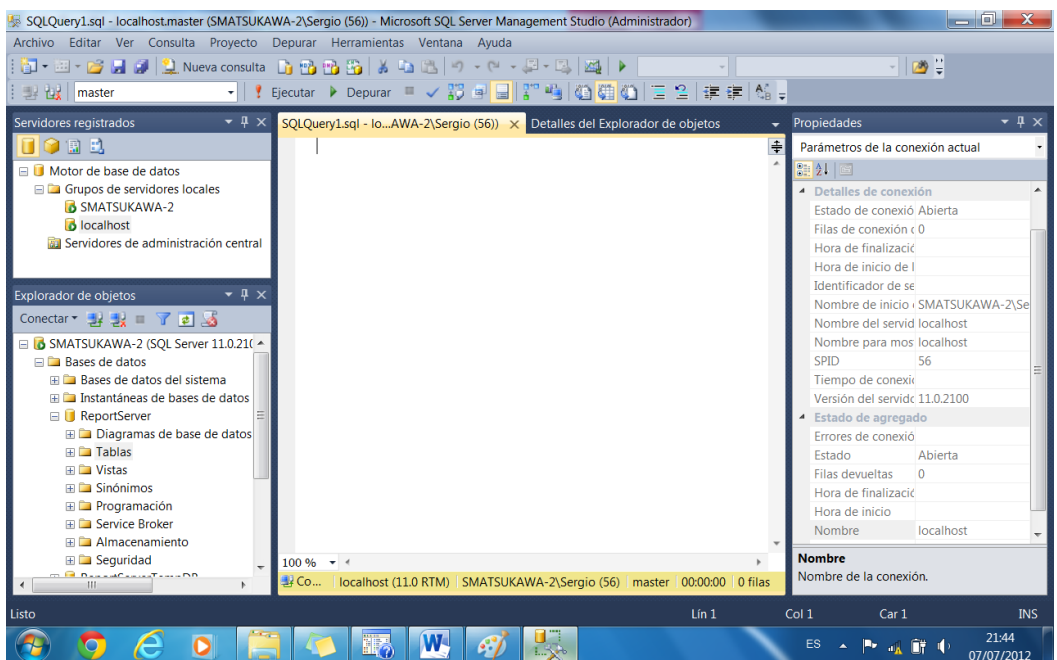 SQLQuery1.sql - localhost.master (SMATSUKAWA-2\Sergio (56)) - Microsoft SQL Server Management Studio (Administrador)
Archivo Editar Ver Consulta Proyecto Depurar Herramientas Ventana Ayuda
Nueva consulta
master Ejecutar Depurar
Servidores registrados
Motor de base de datos
Grupos de servidores locales
SMATSUKAWA-2
localhost
Servidores de administración central
Explorador de objetos
Conectar
SMATSUKAWA-2 (SQL Server 11.0.210
Bases de datos
Bases de datos del sistema
Instantáneas de bases de datos
ReportServer
Diagramas de base de datos
Tablas
Vistas
Sinónimos
Programación
Service Broker
Almacenamiento
Seguridad
SQLQuery1.sql - lo...AWA-2\Sergio (56)) Detalles del Explorador de objetos
100 %
Co... localhost (11.0 RTM) SMATSUKAWA-2\Sergio (56) master 00:00:00 0 filas
Propiedades
Parámetros de la conexión actual
Detalles de conexión
Estado de conexió Abierta
Filas de conexión 0
Hora de finalizació
Hora de inicio de l
Identificador de se
Nombre de inicio SMATSUKAWA-2\Se
Nombre del servid localhost
Nombre para mos localhost
SPID 56
Tiempo de conexió
Versión del servido 11.0.2100
Estado de agregado
Errores de conexió
Estado Abierta
Filas devueltas 0
Hora de finalizació
Hora de inicio
Nombre localhost
Nombre
Nombre de la conexión.
Listo Lín 1 Col 1 Car 1 INS
ES 21:44
07/07/2012